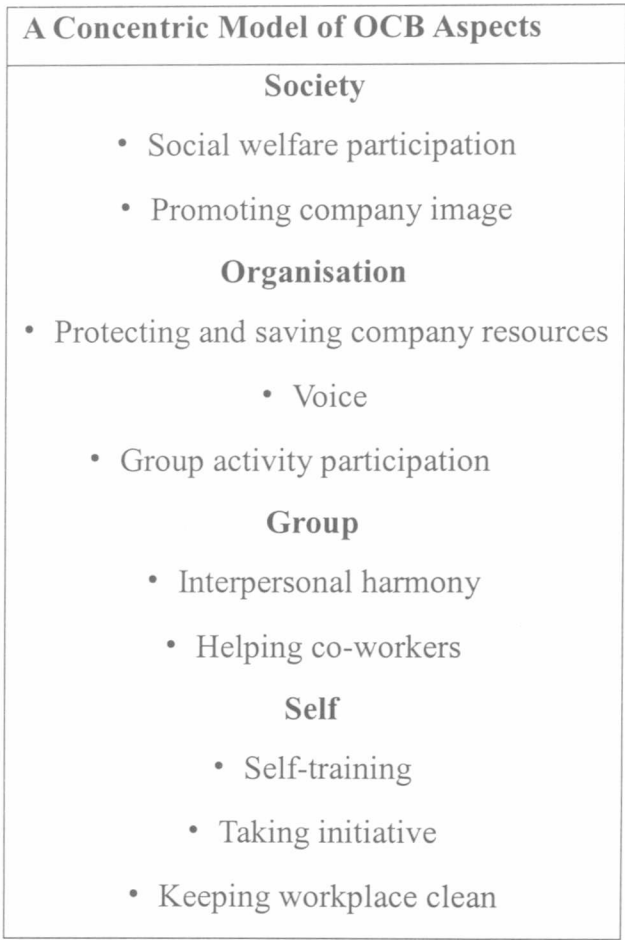 A Concentric Model of OCB Aspects
Society
• Social welfare participation
• Promoting company image
Organisation
• Protecting and saving company resources
• Voice
• Group activity participation
Group
• Interpersonal harmony
• Helping co-workers
Self
• Self-training
• Taking initiative
• Keeping workplace clean